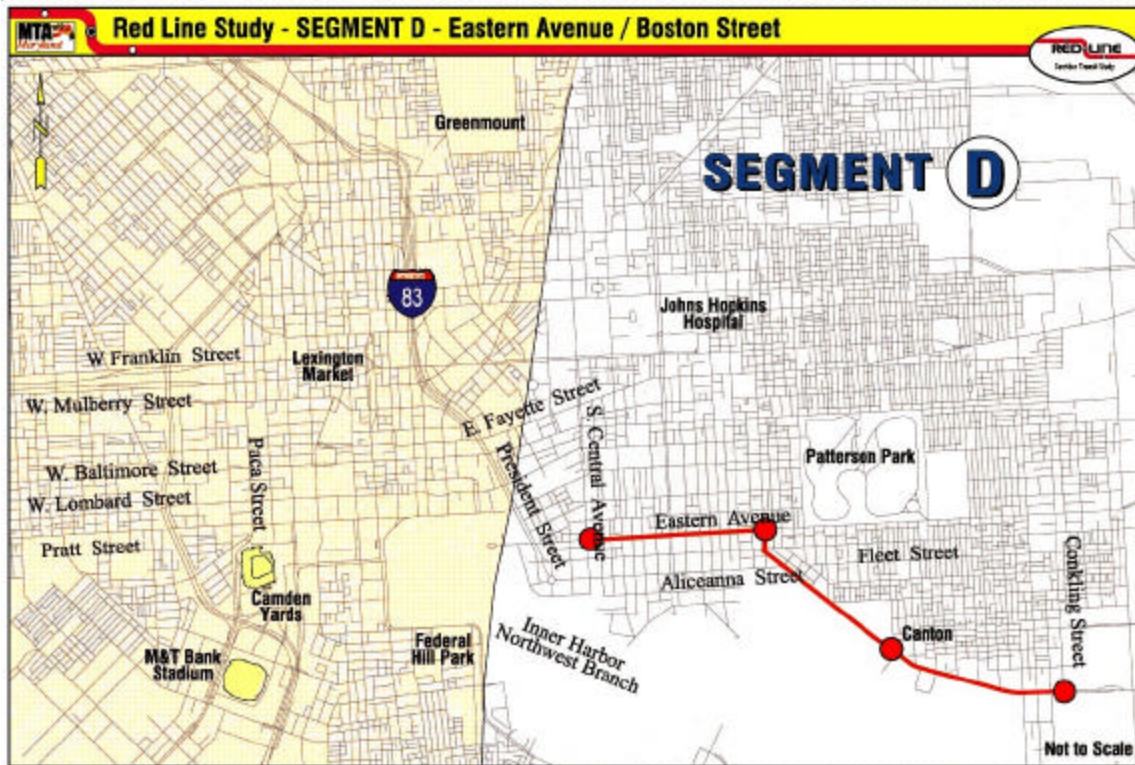 MTA
Maryland
Red Line Study - SEGMENT D - Eastern Avenue / Boston Street
RED LINE
Corridor Transit Study
Greenmount
SEGMENT D
83
Johns Hopkins
Hospital
W Franklin Street
Lexington
Market
W. Mulberry Street
E. Fayette Street
S. Central Avenue
Patterson Park
W. Baltimore Street
Paca Street
President Street
W. Lombard Street
Eastern Avenue
Pratt Street
Fleet Street
Aliceanna Street
Conkling Street
Camden
Yards
Canton
Federal
Hill Park
Inner Harbor
Northwest Branch
M&T Bank
Stadium
Not to Scale